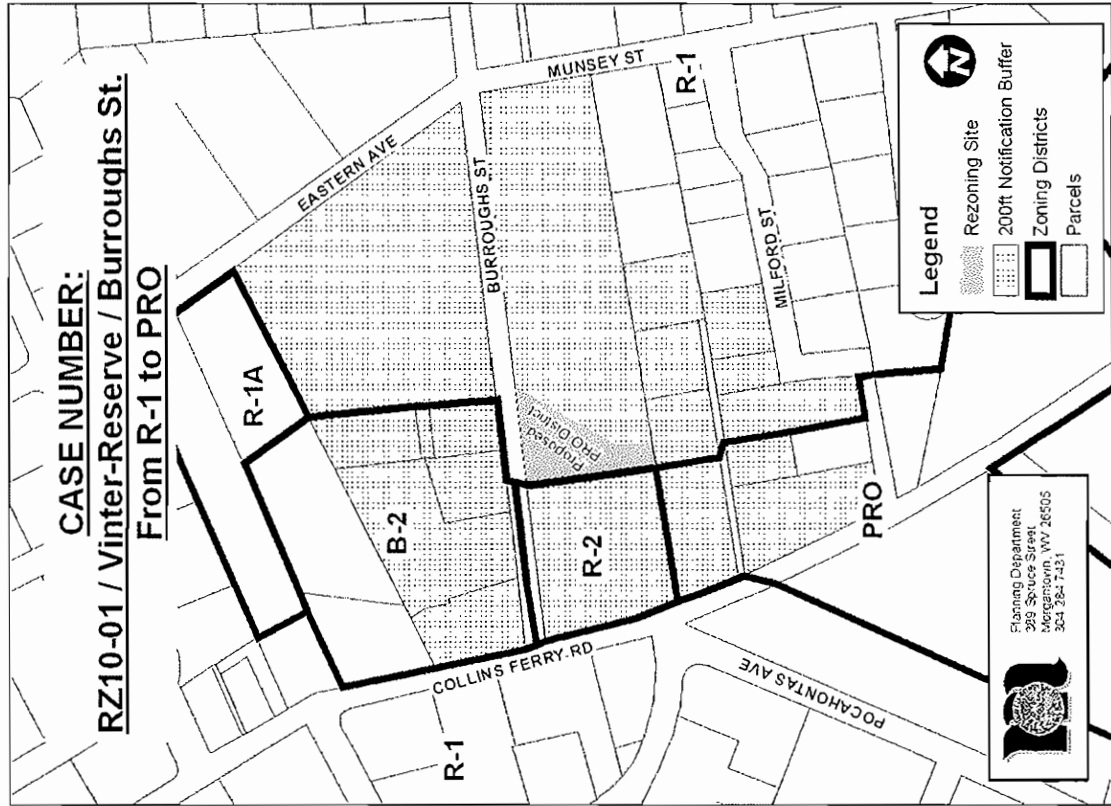 CASE NUMBER:
RZ10-01 / Vinter-Reserve / Burroughs St.
From R-1 to PRO
EASTERN AVE
MUNSEY ST
R-1A
BURROUGHS ST
B-2
Proposed
PRO District
R-1
MILFORD ST
R-2
PRO
COLLINS FERRY RD
R-1
POCAHONTAS AVE
Legend
N
Rezoning Site
200ft Notification Buffer
Zoning Districts
Parcels
Planning Department
389 Spruce Street
Morgantown, WV 26505
304 284 7431